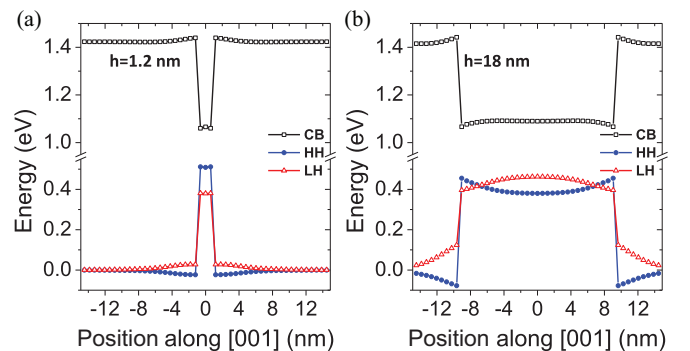 (a)
(b)
1.4
1.2
1.0
0.4
0.2
0.0
Energy (eV)
h=1.2 nm
CB
HH
LH
-12 -8 -4 0 4 8 12
Position along [001] (nm)
1.4
1.2
1.0
0.4
0.2
0.0
Energy (eV)
h=18 nm
CB
HH
LH
-12 -8 -4 0 4 8 12
Position along [001] (nm)